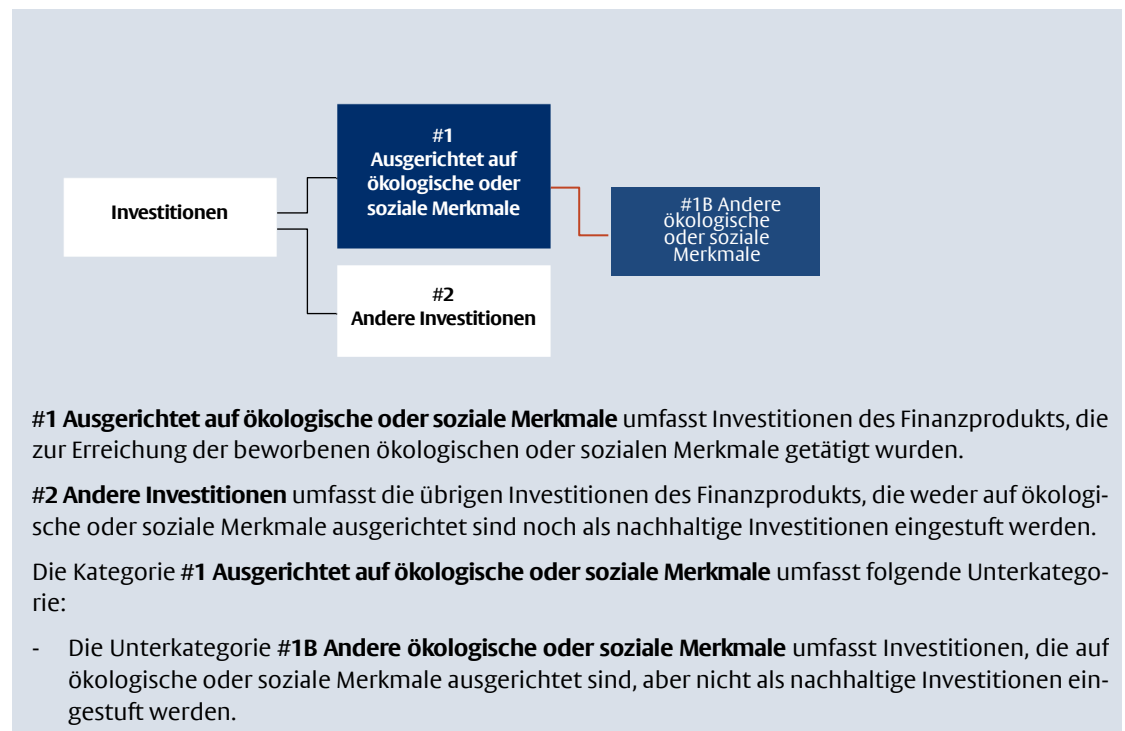 #1
Ausgerichtet auf
ökologische oder
soziale Merkmale
Investitionen
#1B Andere
ökologische
oder soziale
Merkmale
#2
Andere Investitionen
#1 Ausgerichtet auf ökologische oder soziale Merkmale umfasst Investitionen des Finanzprodukts, die
zur Erreichung der beworbenen ökologischen oder sozialen Merkmale getätigt wurden.
#2 Andere Investitionen umfasst die übrigen Investitionen des Finanzprodukts, die weder auf ökologi-
sche oder soziale Merkmale ausgerichtet sind noch als nachhaltige Investitionen eingestuft werden.
Die Kategorie #1 Ausgerichtet auf ökologische oder soziale Merkmale umfasst folgende Unterkatego-
rie:
- Die Unterkategorie #1B Andere ökologische oder soziale Merkmale umfasst Investitionen, die auf
ökologische oder soziale Merkmale ausgerichtet sind, aber nicht als nachhaltige Investitionen ein-
gestuft werden.